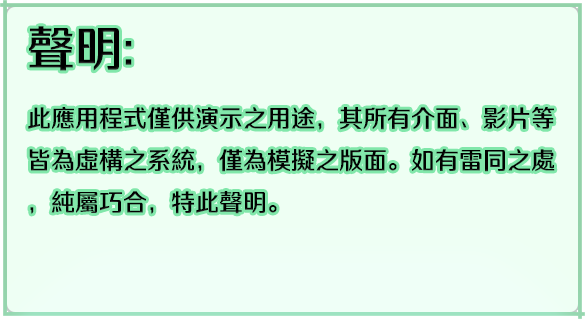 聲明:
此應用程式僅供演示之用途，其所有介面、影片等
皆為虛構之系統，僅為模擬之版面。如有雷同之處
，純屬巧合，特此聲明。